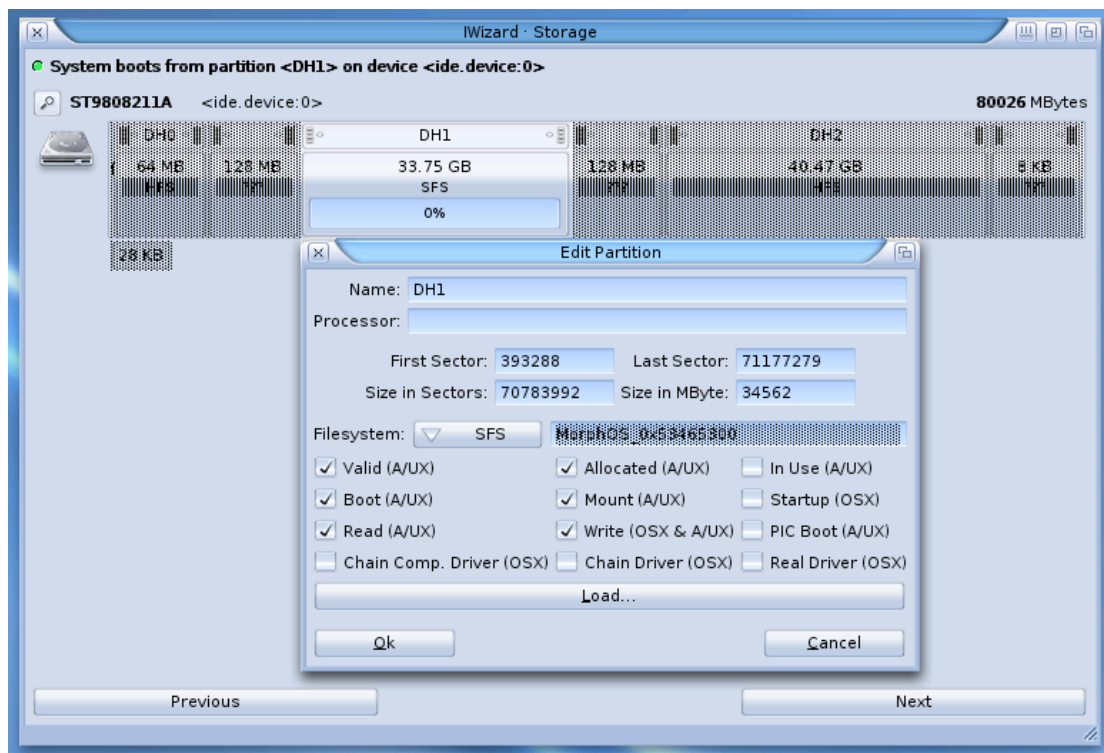 IWizard · Storage
System boots from partition <DH1> on device <ide.device:0>
ST9808211A <ide.device:0> 80026 MBytes
DH0 DH1 DH2
64 MB 128 MB 33.75 GB 128 MB 40.47 GB 8 KB
HFS ??? SFS ??? HFS ???
0%
28 KB
Edit Partition
Name: DH1
Processor:
First Sector: 393288 Last Sector: 71177279
Size in Sectors: 70783992 Size in MByte: 34562
Filesystem: SFS MorphOS_0x53465300
Valid (A/UX) Allocated (A/UX) In Use (A/UX)
Boot (A/UX) Mount (A/UX) Startup (OSX)
Read (A/UX) Write (OSX & A/UX) PIC Boot (A/UX)
Chain Comp. Driver (OSX) Chain Driver (OSX) Real Driver (OSX)
Load...
Ok Cancel
Previous Next